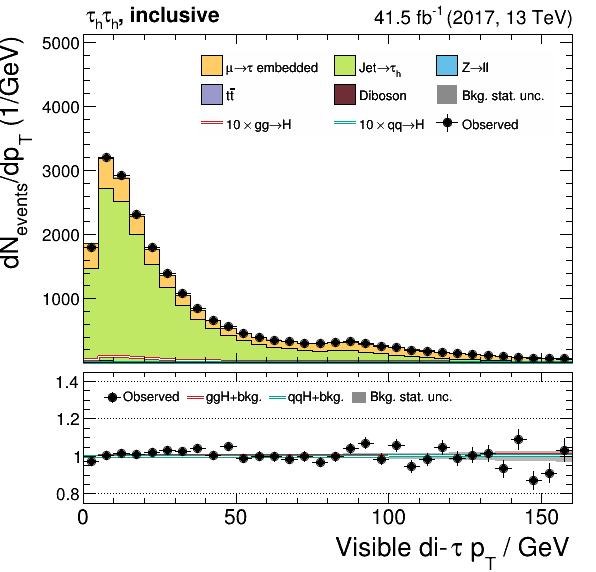 τhτh, inclusive
41.5 fb-1 (2017, 13 TeV)
dNevents/dpT (1/GeV)
5000
4000
3000
2000
1000
μ→τ embedded
Jet→τh
Z→ll
tt̄
Diboson
Bkg. stat. unc.
10 × gg→H
10 × qq→H
Observed
1.4
1.2
1
0.8
Observed
ggH+bkg.
qqH+bkg.
Bkg. stat. unc.
0
50
100
150
Visible di-τ pT / GeV